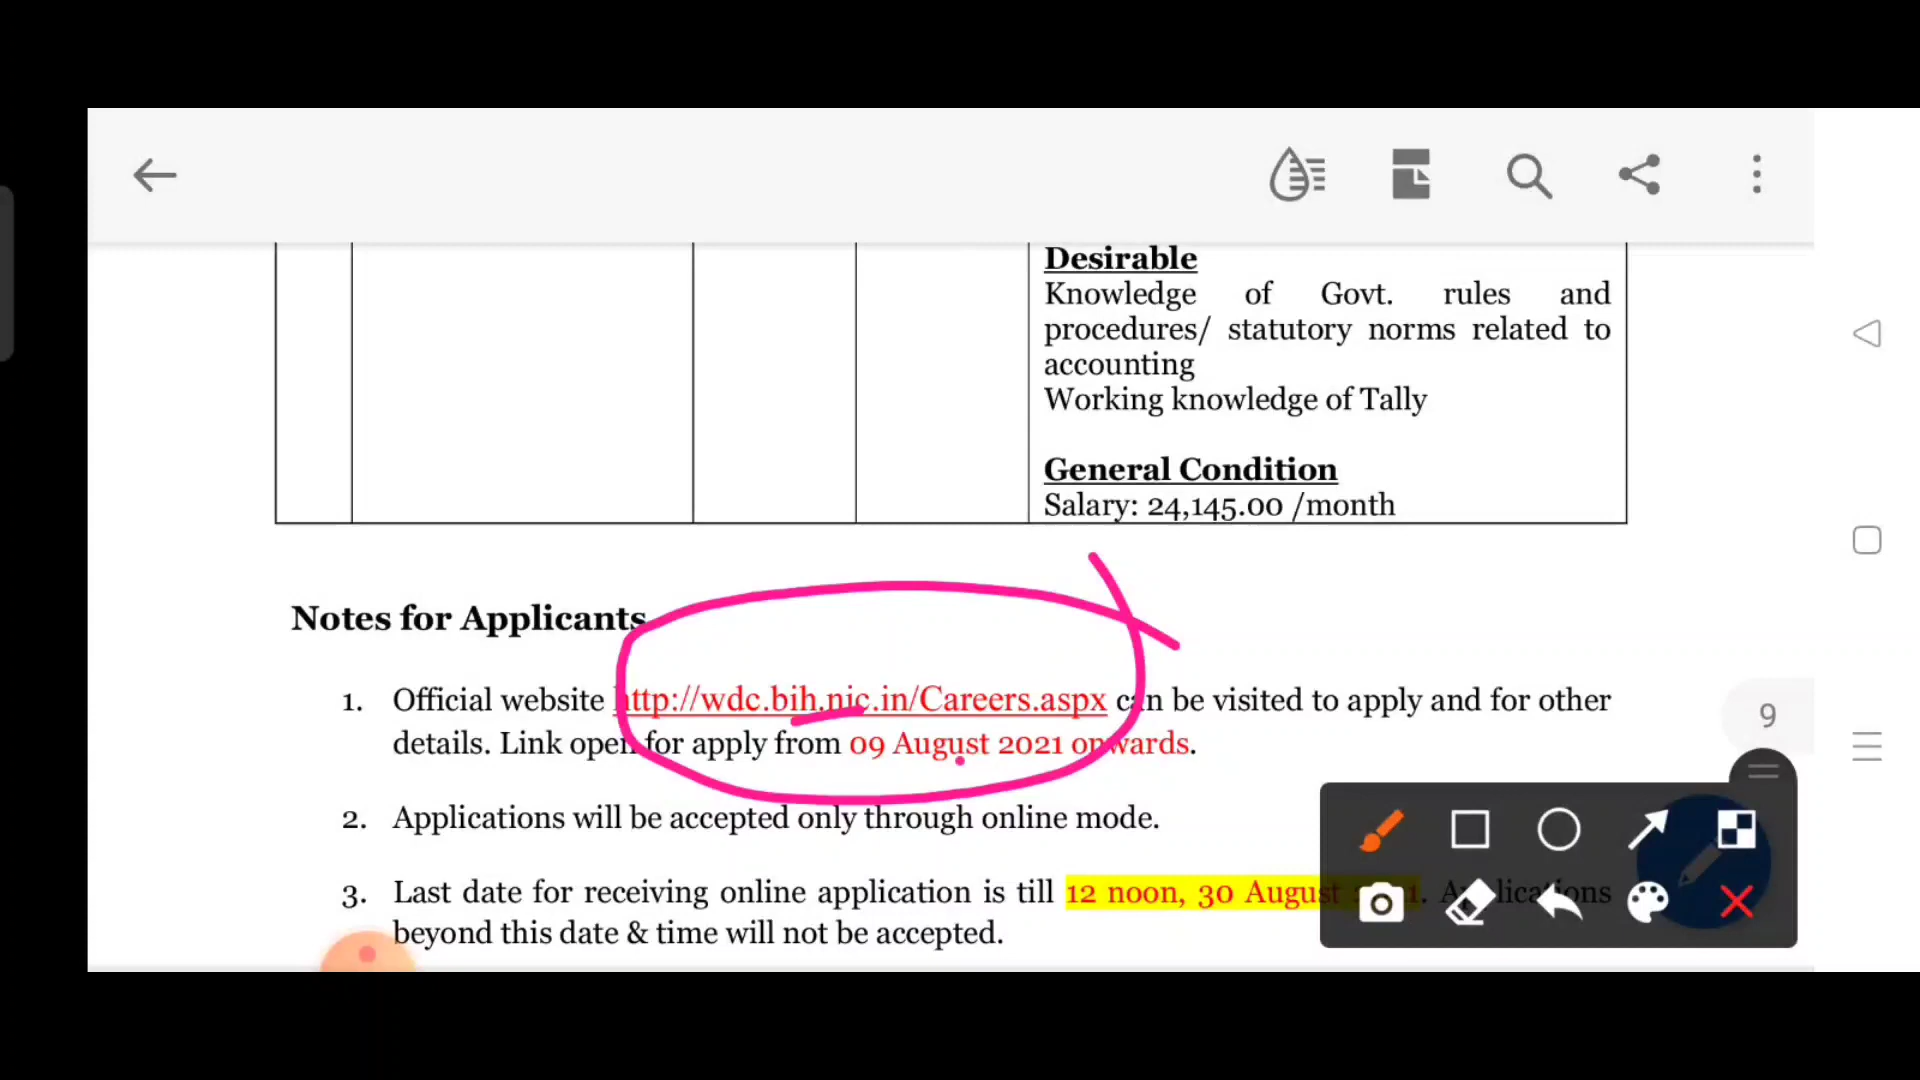 Desirable
Knowledge of Govt. rules and
procedures/ statutory norms related to
accounting
Working knowledge of Tally
General Condition
Salary: 24,145.00 /month
Notes for Applicants
1. Official website http://wdc.bih.nic.in/Careers.aspx can be visited to apply and for other
details. Link open for apply from 09 August 2021 onwards.
9
2. Applications will be accepted only through online mode.
3. Last date for receiving online application is till 12 noon, 30 August
beyond this date & time will not be accepted.